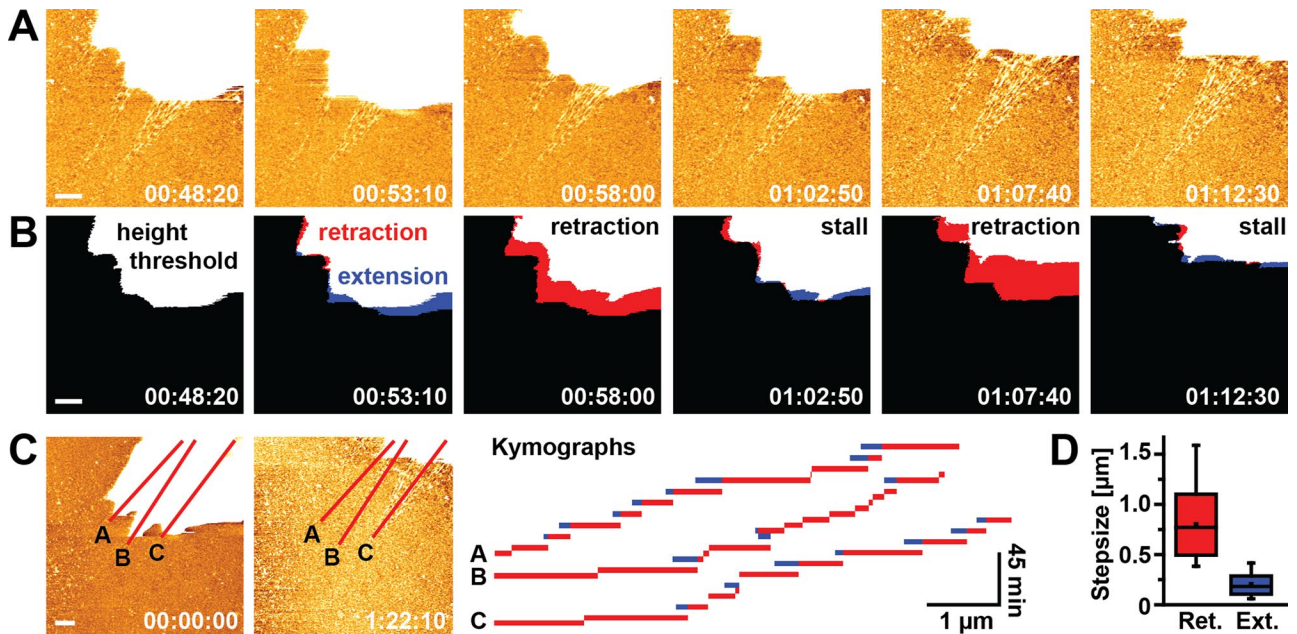 A
00:48:20
00:53:10
00:58:00
01:02:50
01:07:40
01:12:30
B
height
threshold
retraction
extension
retraction
stall
retraction
stall
00:48:20
00:53:10
00:58:00
01:02:50
01:07:40
01:12:30
C
A
B
C
00:00:00
A
B
C
1:22:10
Kymographs
A
B
C
45 min
1 µm
D
Stepsize [µm]
1.5
1.0
0.5
0
Ret.
Ext.